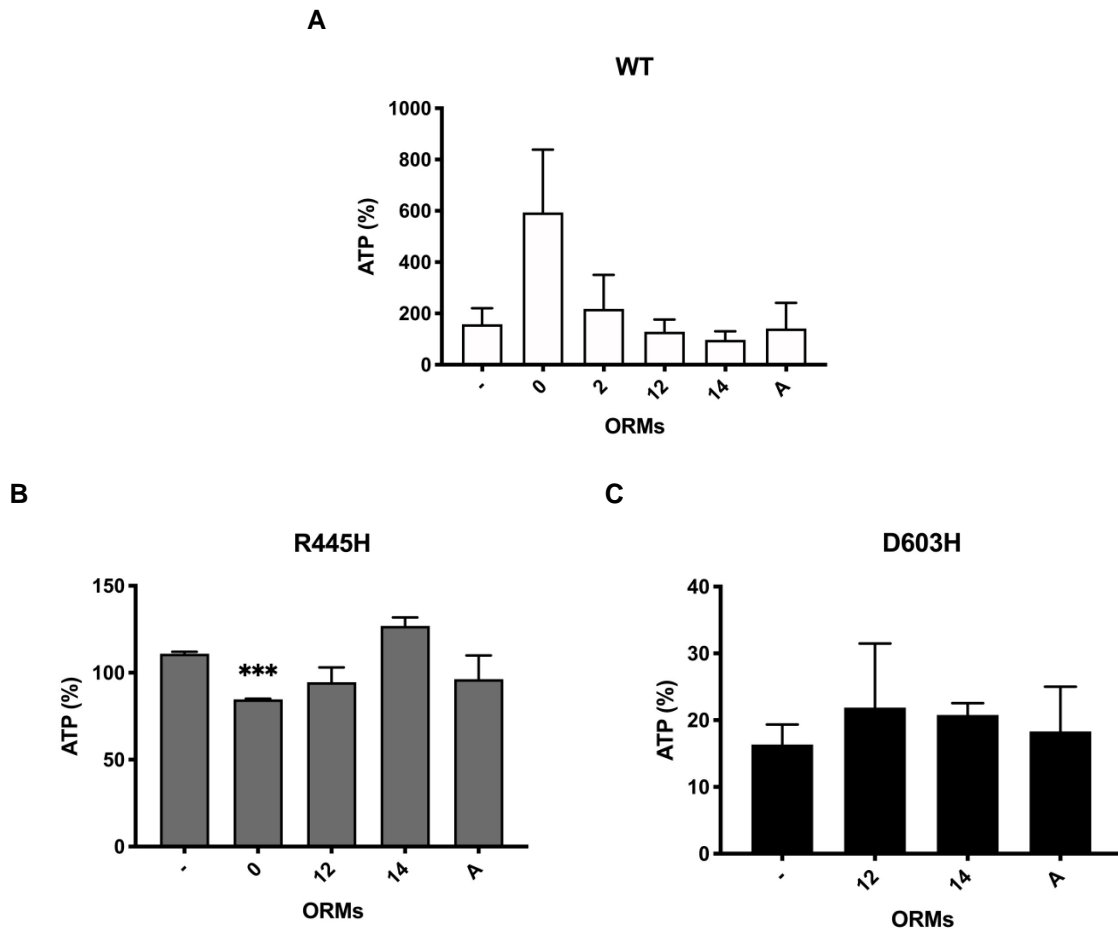 A
WT
ATP (%)
1000
800
600
400
200
0
- 0 2 12 14 A
ORMs
B
R445H
ATP (%)
150
100
50
0
***
- 0 12 14 A
ORMs
C
D603H
ATP (%)
40
30
20
10
0
- 12 14 A
ORMs